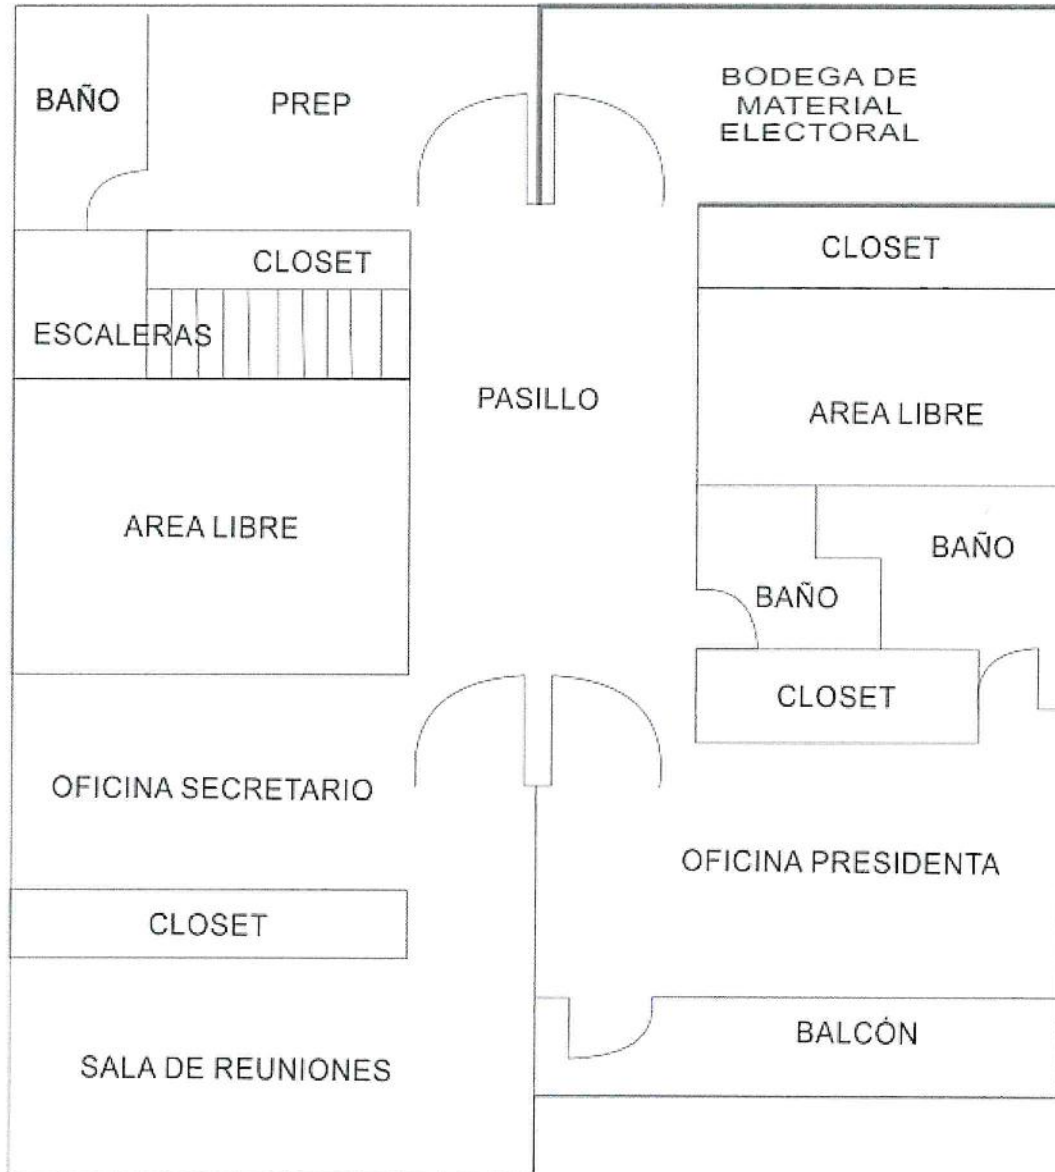 BAÑO
PREP
BODEGA DE
MATERIAL
ELECTORAL
CLOSET
CLOSET
ESCALERAS
PASILLO
AREA LIBRE
AREA LIBRE
BAÑO
BAÑO
CLOSET
OFICINA SECRETARIO
OFICINA PRESIDENTA
CLOSET
BALCÓN
SALA DE REUNIONES